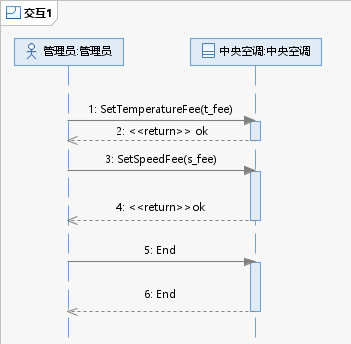 交互1
管理员:管理员
中央空调:中央空调
1: SetTemperatureFee(t_fee)
2: <<return>> ok
3: SetSpeedFee(s_fee)
4: <<return>>ok
5: End
6: End